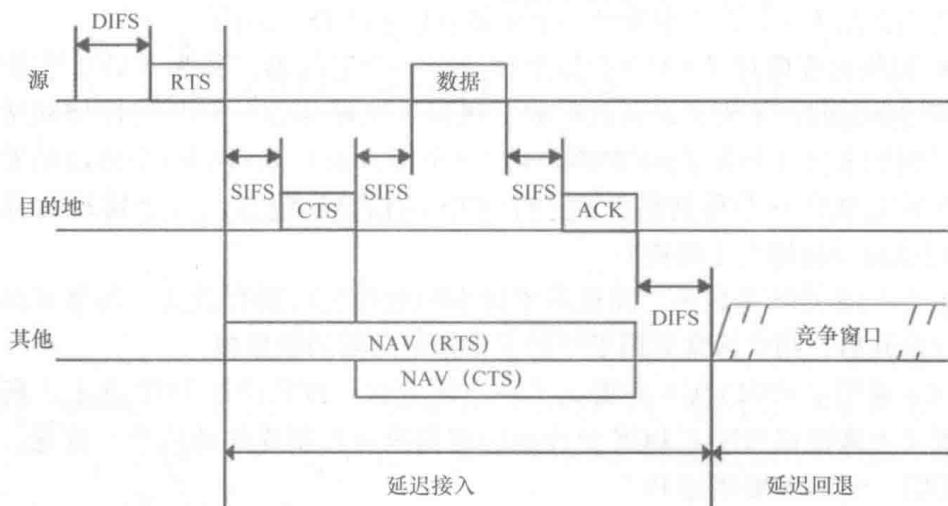 DIFS
源
RTS
数据
SIFS
SIFS
SIFS
目的地
CTS
ACK
DIFS
其他
NAV（RTS）
竞争窗口
NAV（CTS）
延迟接入
延迟回退